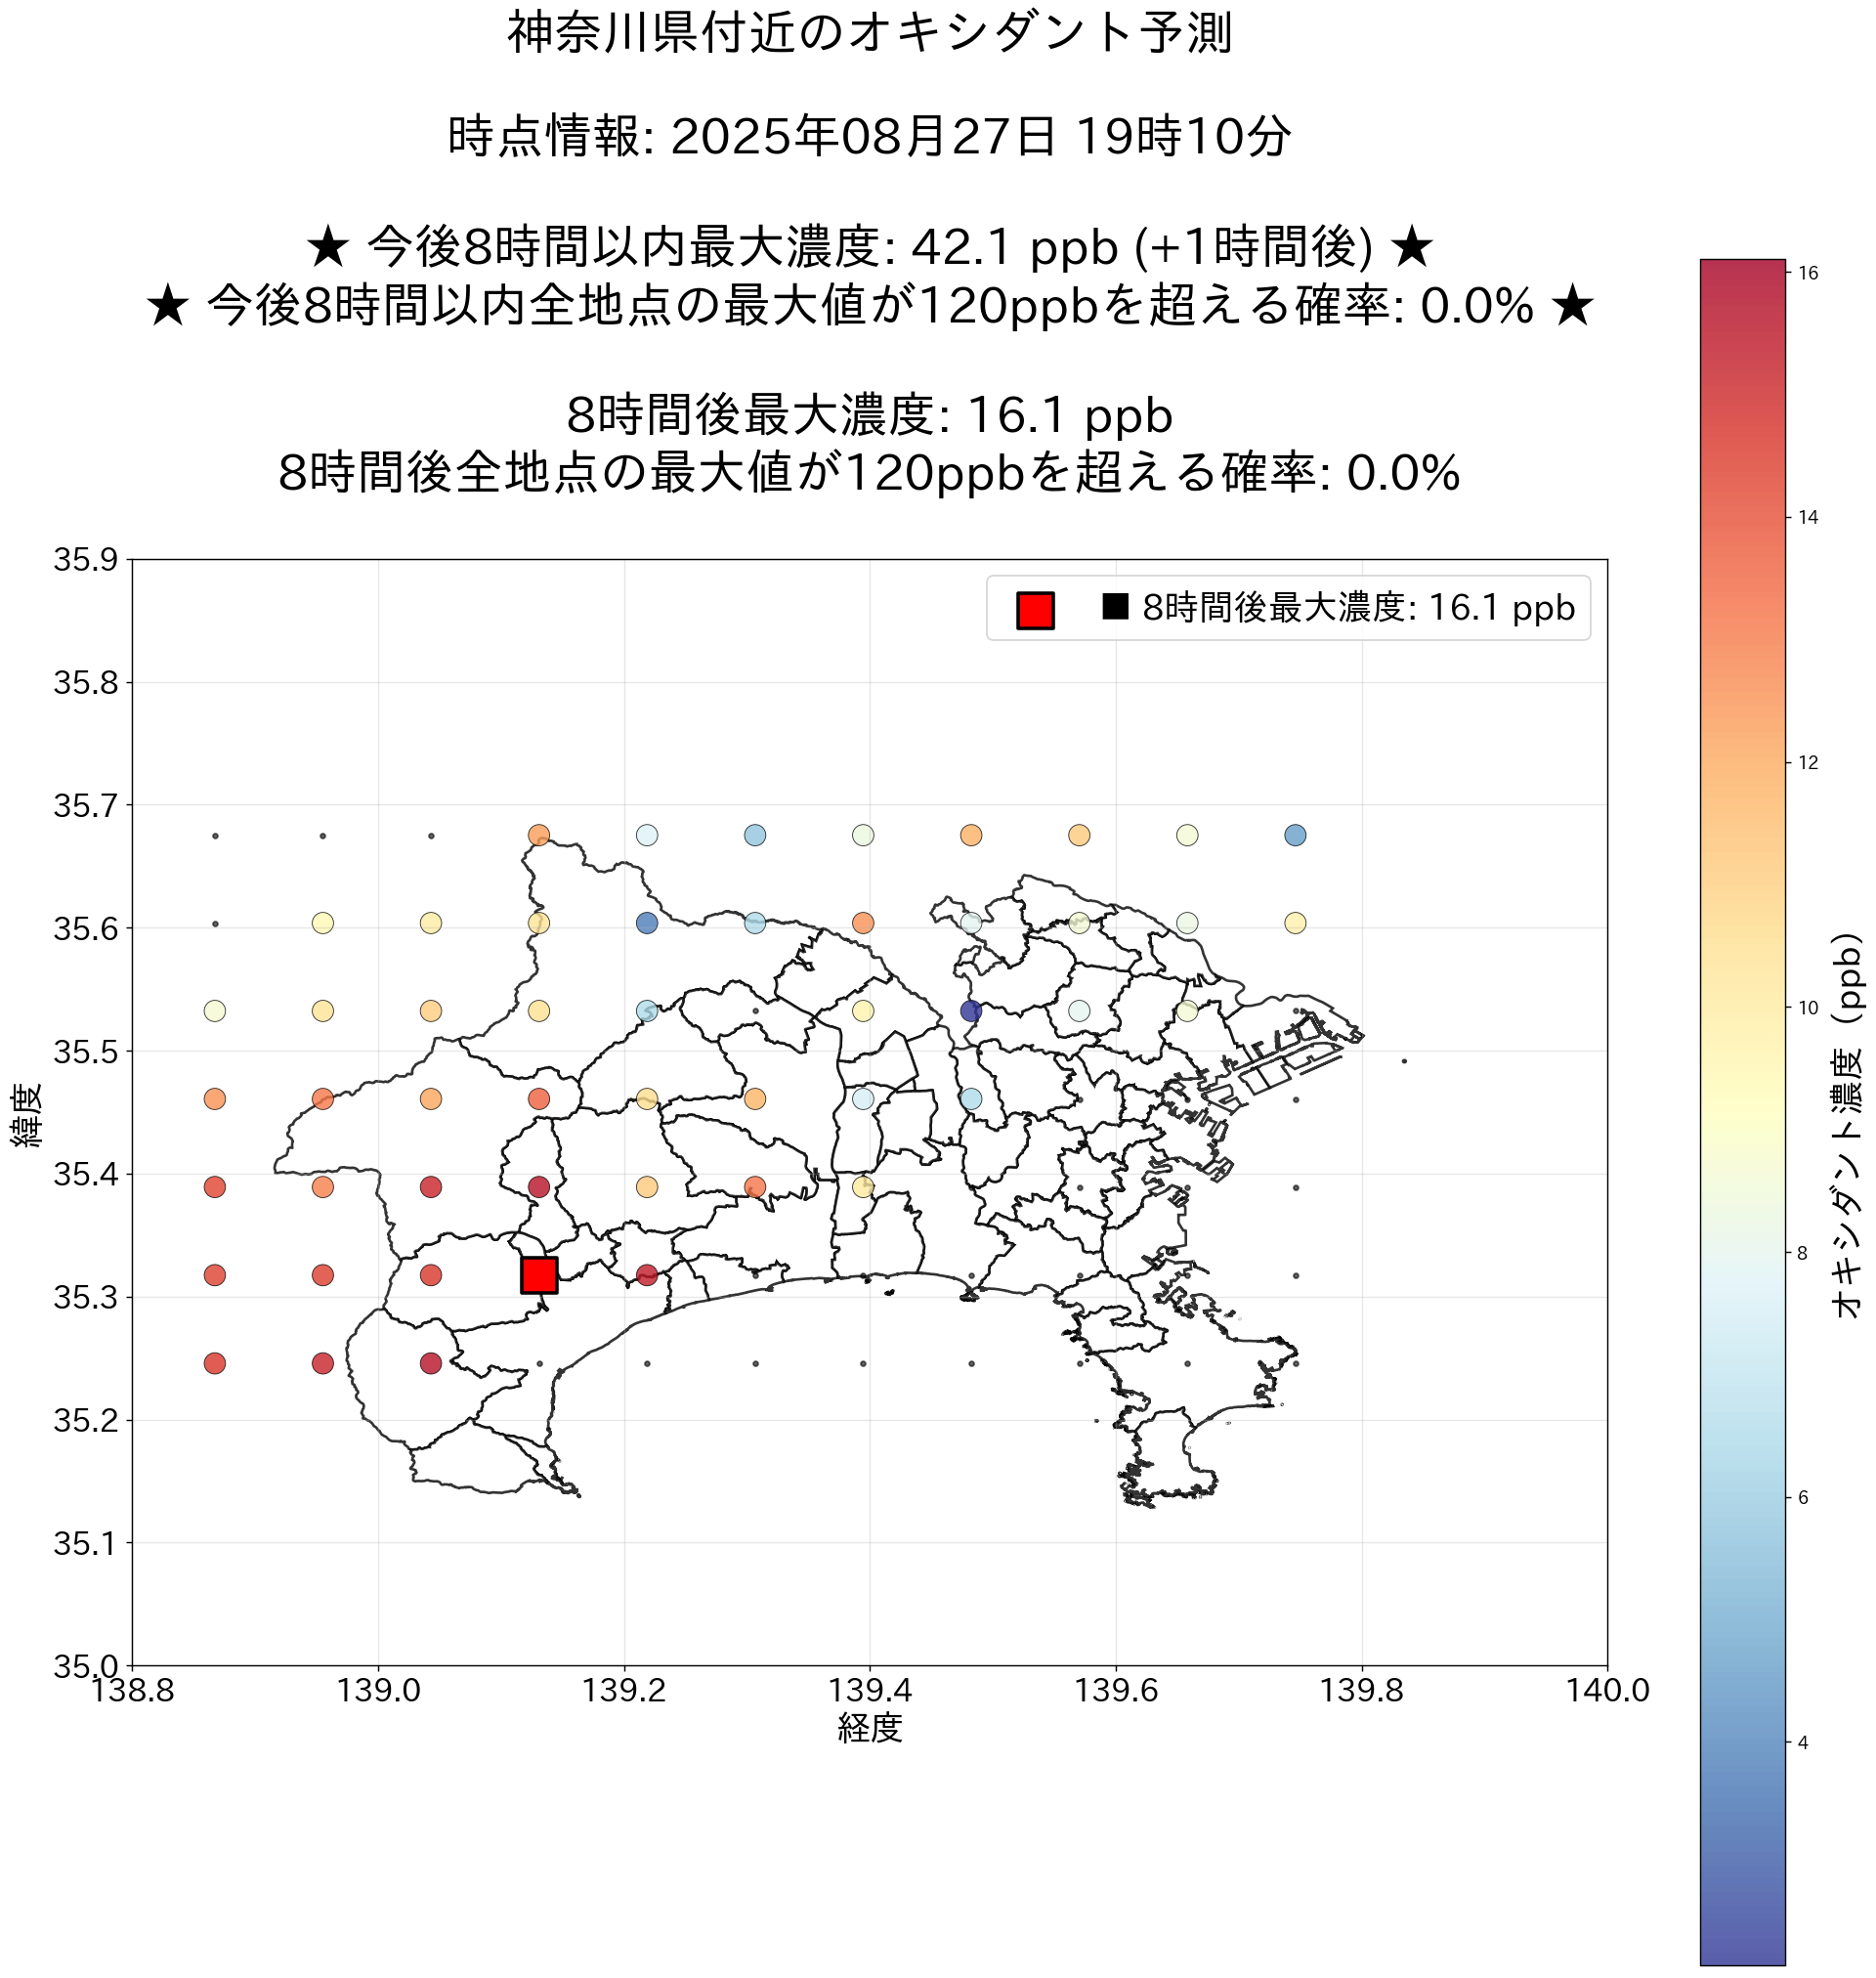 神奈川県付近のオキシダント予測
時点情報: 2025年08月27日 19時10分
★ 今後8時間以内最大濃度: 42.1 ppb (+1時間後) ★
★ 今後8時間以内全地点の最大値が120ppbを超える確率: 0.0% ★
8時間後最大濃度: 16.1 ppb
8時間後全地点の最大値が120ppbを超える確率: 0.0%
■ 8時間後最大濃度: 16.1 ppb
35.9
35.8
35.7
35.6
35.5
35.4
35.3
35.2
35.1
35.0
緯度
138.8 139.0 139.2 139.4 139.6 139.8 140.0
経度
16
14
12
10
8
6
4
オキシダント濃度（ppb）